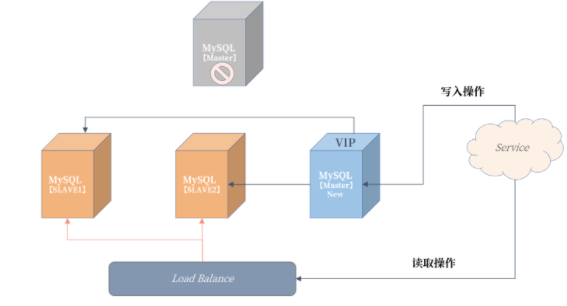 MySQL
【Master】
写入操作
VIP
Service
MySQL
【SLAVE1】
MySQL
【SLAVE2】
MySQL
【Master】
New
读取操作
Load Balance